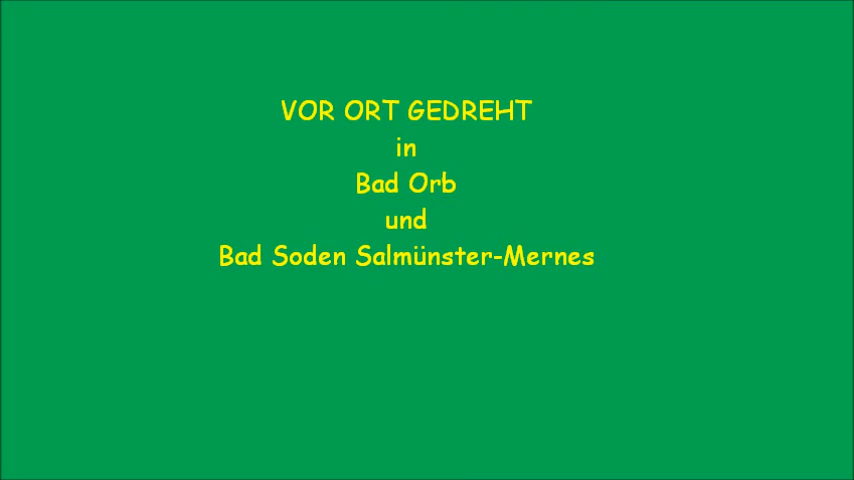 VOR ORT GEDREHT
in
Bad Orb
und
Bad Soden Salmünster-Mernes